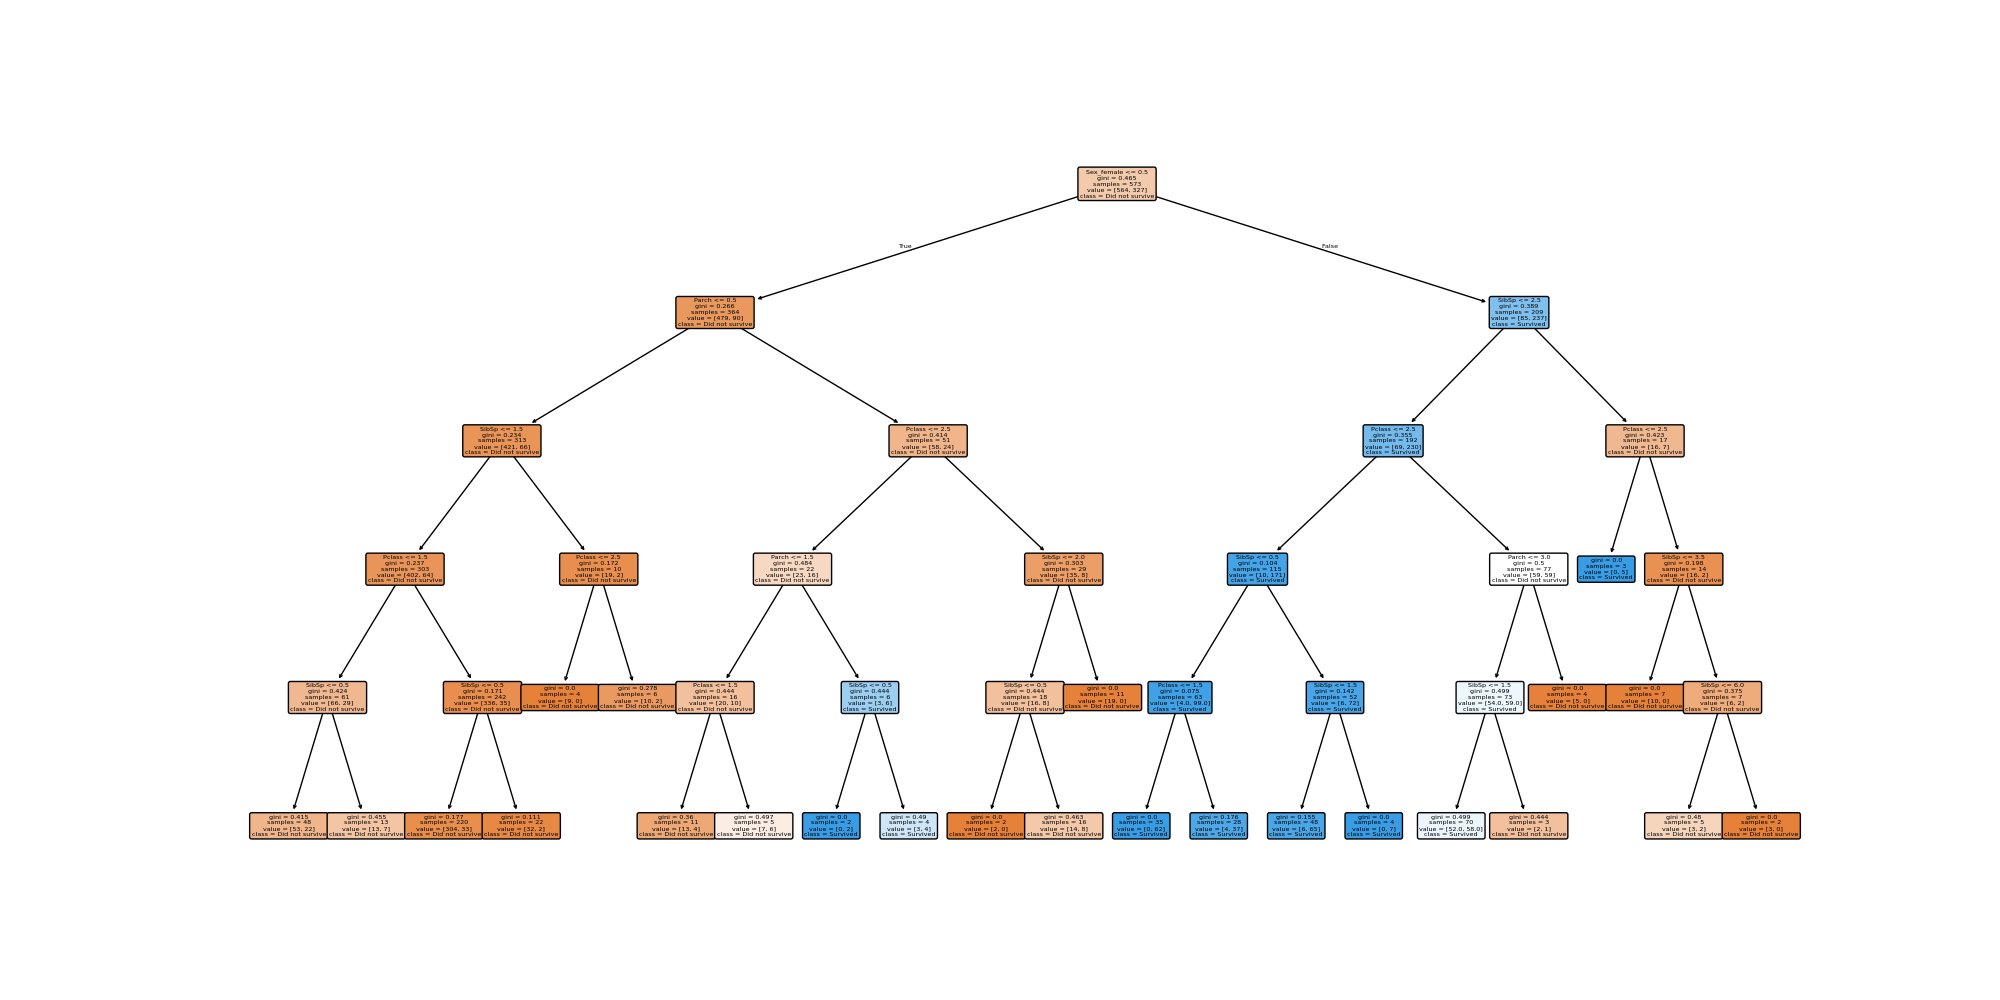 Sex_female <= 0.5
gini = 0.465
samples = 573
value = [564, 327]
class = Did not survive
True
False
Parch <= 0.5
gini = 0.266
samples = 364
value = [479, 90]
class = Did not survive
SibSp <= 2.5
gini = 0.389
samples = 209
value = [85, 237]
class = Survived
SibSp <= 1.5
gini = 0.234
samples = 313
value = [421, 66]
class = Did not survive
Pclass <= 2.5
gini = 0.414
samples = 51
value = [58, 24]
class = Did not survive
Pclass <= 2.5
gini = 0.355
samples = 192
value = [69, 230]
class = Survived
Pclass <= 2.5
gini = 0.423
samples = 17
value = [16, 7]
class = Did not survive
Pclass <= 1.5
gini = 0.237
samples = 303
value = [402, 64]
class = Did not survive
Pclass <= 2.5
gini = 0.172
samples = 10
value = [19, 2]
class = Did not survive
Parch <= 1.5
gini = 0.484
samples = 22
value = [23, 16]
class = Did not survive
SibSp <= 2.0
gini = 0.303
samples = 29
value = [35, 8]
class = Did not survive
SibSp <= 0.5
gini = 0.104
samples = 115
value = [10, 171]
class = Survived
Parch <= 3.0
gini = 0.5
samples = 77
value = [59, 59]
class = Did not survive
gini = 0.0
samples = 3
value = [0, 5]
class = Survived
SibSp <= 3.5
gini = 0.198
samples = 14
value = [16, 2]
class = Did not survive
SibSp <= 0.5
gini = 0.424
samples = 61
value = [66, 29]
class = Did not survive
SibSp <= 0.5
gini = 0.171
samples = 242
value = [336, 35]
class = Did not survive
gini = 0.0
samples = 4
value = [9, 0]
class = Did not survive
gini = 0.278
samples = 6
value = [10, 2]
class = Did not survive
Pclass <= 1.5
gini = 0.444
samples = 16
value = [20, 10]
class = Did not survive
SibSp <= 0.5
gini = 0.444
samples = 6
value = [3, 6]
class = Survived
SibSp <= 0.5
gini = 0.444
samples = 18
value = [16, 8]
class = Did not survive
gini = 0.0
samples = 11
value = [19, 0]
class = Did not survive
Pclass <= 1.5
gini = 0.075
samples = 63
value = [4.0, 99.0]
class = Survived
SibSp <= 1.5
gini = 0.142
samples = 52
value = [6, 72]
class = Survived
SibSp <= 1.5
gini = 0.499
samples = 73
value = [54.0, 59.0]
class = Survived
gini = 0.0
samples = 4
value = [5, 0]
class = Did not survive
gini = 0.0
samples = 7
value = [10, 0]
class = Did not survive
SibSp <= 6.0
gini = 0.375
samples = 7
value = [6, 2]
class = Did not survive
gini = 0.415
samples = 48
value = [53, 22]
class = Did not survive
gini = 0.455
samples = 13
value = [13, 7]
class = Did not survive
gini = 0.177
samples = 220
value = [304, 33]
class = Did not survive
gini = 0.111
samples = 22
value = [32, 2]
class = Did not survive
gini = 0.36
samples = 11
value = [13, 4]
class = Did not survive
gini = 0.497
samples = 5
value = [7, 6]
class = Did not survive
gini = 0.0
samples = 2
value = [0, 2]
class = Survived
gini = 0.49
samples = 4
value = [3, 4]
class = Survived
gini = 0.0
samples = 2
value = [2, 0]
class = Did not survive
gini = 0.463
samples = 16
value = [14, 8]
class = Did not survive
gini = 0.0
samples = 35
value = [0, 62]
class = Survived
gini = 0.176
samples = 28
value = [4, 37]
class = Survived
gini = 0.155
samples = 48
value = [6, 65]
class = Survived
gini = 0.0
samples = 4
value = [0, 7]
class = Survived
gini = 0.499
samples = 70
value = [52.0, 58.0]
class = Survived
gini = 0.444
samples = 3
value = [2, 1]
class = Did not survive
gini = 0.48
samples = 5
value = [3, 2]
class = Did not survive
gini = 0.0
samples = 2
value = [3, 0]
class = Did not survive